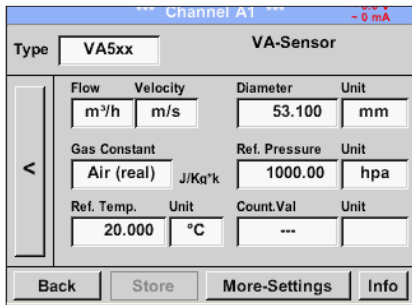 *** Channel A1 ***
~ 0 mA
Type VA5xx VA-Sensor
Flow Velocity Diameter Unit
m³/h m/s 53.100 mm
Gas Constant Ref. Pressure Unit
< Air (real) J/Kg*k 1000.00 hpa
Ref. Temp. Unit Count.Val Unit
20.000 °C ---
Back Store More-Settings Info